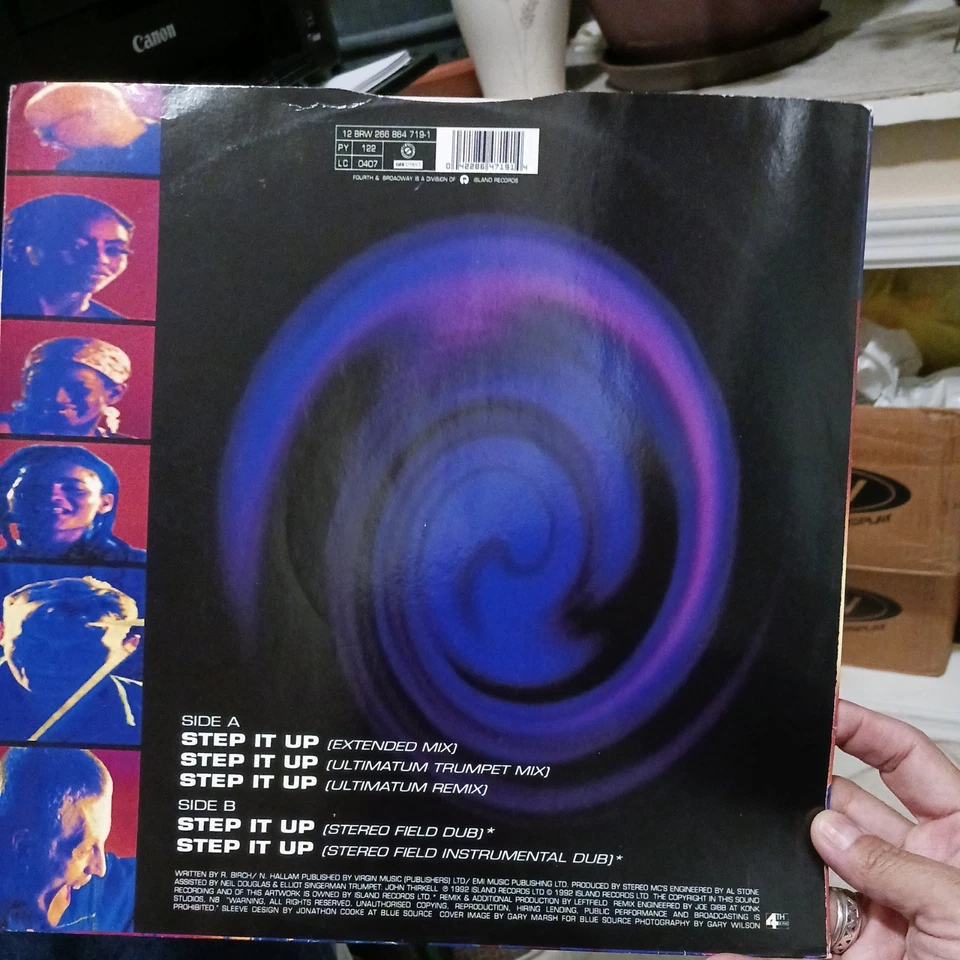 Canon
12 BRW 266 864 719-1
PY 122
LC 0407
0 42286 47191 4
FOURTH & BROADWAY IS A DIVISION OF ISLAND RECORDS
SIDE A
STEP IT UP (EXTENDED MIX)
STEP IT UP (ULTIMATUM TRUMPET MIX)
STEP IT UP (ULTIMATUM REMIX)
SIDE B
STEP IT UP (STEREO FIELD DUB)*
STEP IT UP (STEREO FIELD INSTRUMENTAL DUB)*
WRITTEN BY R. BIRCH/ N. HALLAM PUBLISHED BY VIRGIN MUSIC (PUBLISHERS) LTD/ EMI MUSIC PUBLISHING LTD. PRODUCED BY STEREO MC'S ENGINEERED BY AL STONE
ASSISTED BY NEIL DOUGLAS & ELLIOT SINGERMAN TRUMPET. JOHN THIRKELL ℗ 1992 ISLAND RECORDS LTD © 1992 ISLAND RECORDS LTD. THE COPYRIGHT IN THIS SOUND
RECORDING AND OF THIS ARTWORK IS OWNED BY ISLAND RECORDS LTD. * REMIX & ADDITIONAL PRODUCTION BY LEFTFIELD REMIX ENGINEERED BY JOE GIBB AT KONK
STUDIOS, N8 "WARNING, ALL RIGHTS RESERVED. UNAUTHORISED COPYING, REPRODUCTION, HIRING LENDING, PUBLIC PERFORMANCE AND BROADCASTING IS
PROHIBITED." SLEEVE DESIGN BY JONATHON COOKE AT BLUE SOURCE COVER IMAGE BY GARY MARSH FOR BLUE SOURCE PHOTOGRAPHY BY GARY WILSON
4TH